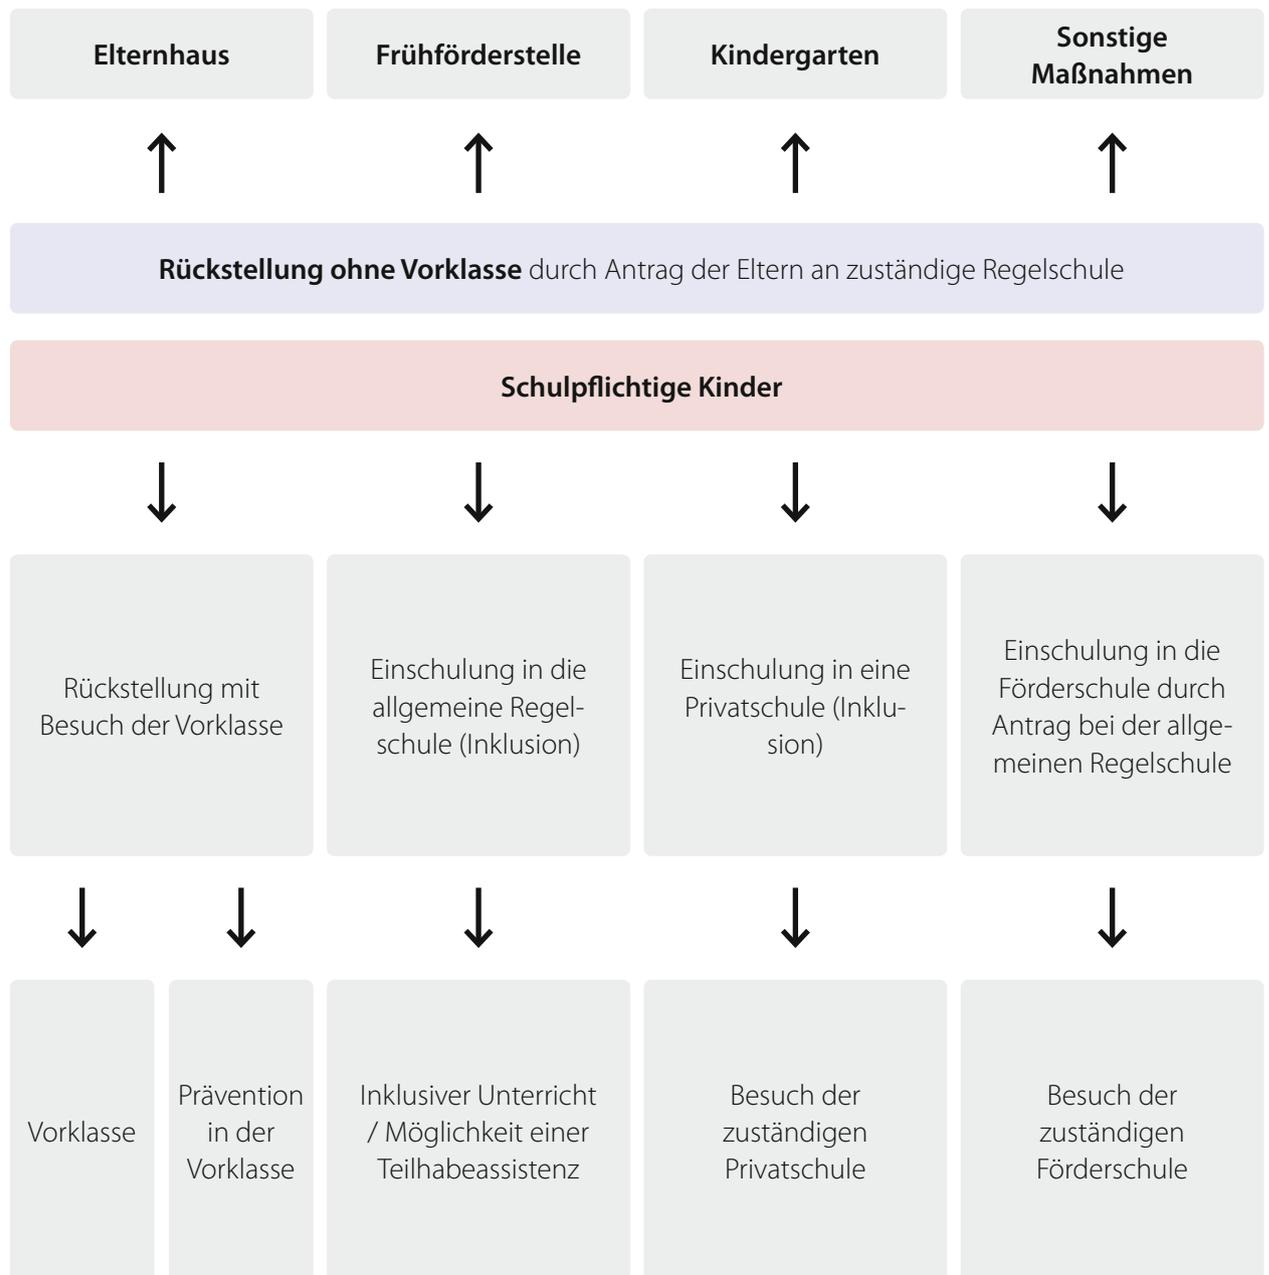 Elternhaus
Frühförderstelle
Kindergarten
Sonstige
Maßnahmen
Rückstellung ohne Vorklasse durch Antrag der Eltern an zuständige Regelschule
Schulpflichtige Kinder
Rückstellung mit
Besuch der Vorklasse
Einschulung in die
allgemeine Regel-
schule (Inklusion)
Einschulung in eine
Privatschule (Inklu-
sion)
Einschulung in die
Förderschule durch
Antrag bei der allge-
meinen Regelschule
Vorklasse
Prävention
in der
Vorklasse
Inklusiver Unterricht
/ Möglichkeit einer
Teilhabeassistenz
Besuch der
zuständigen
Privatschule
Besuch der
zuständigen
Förderschule